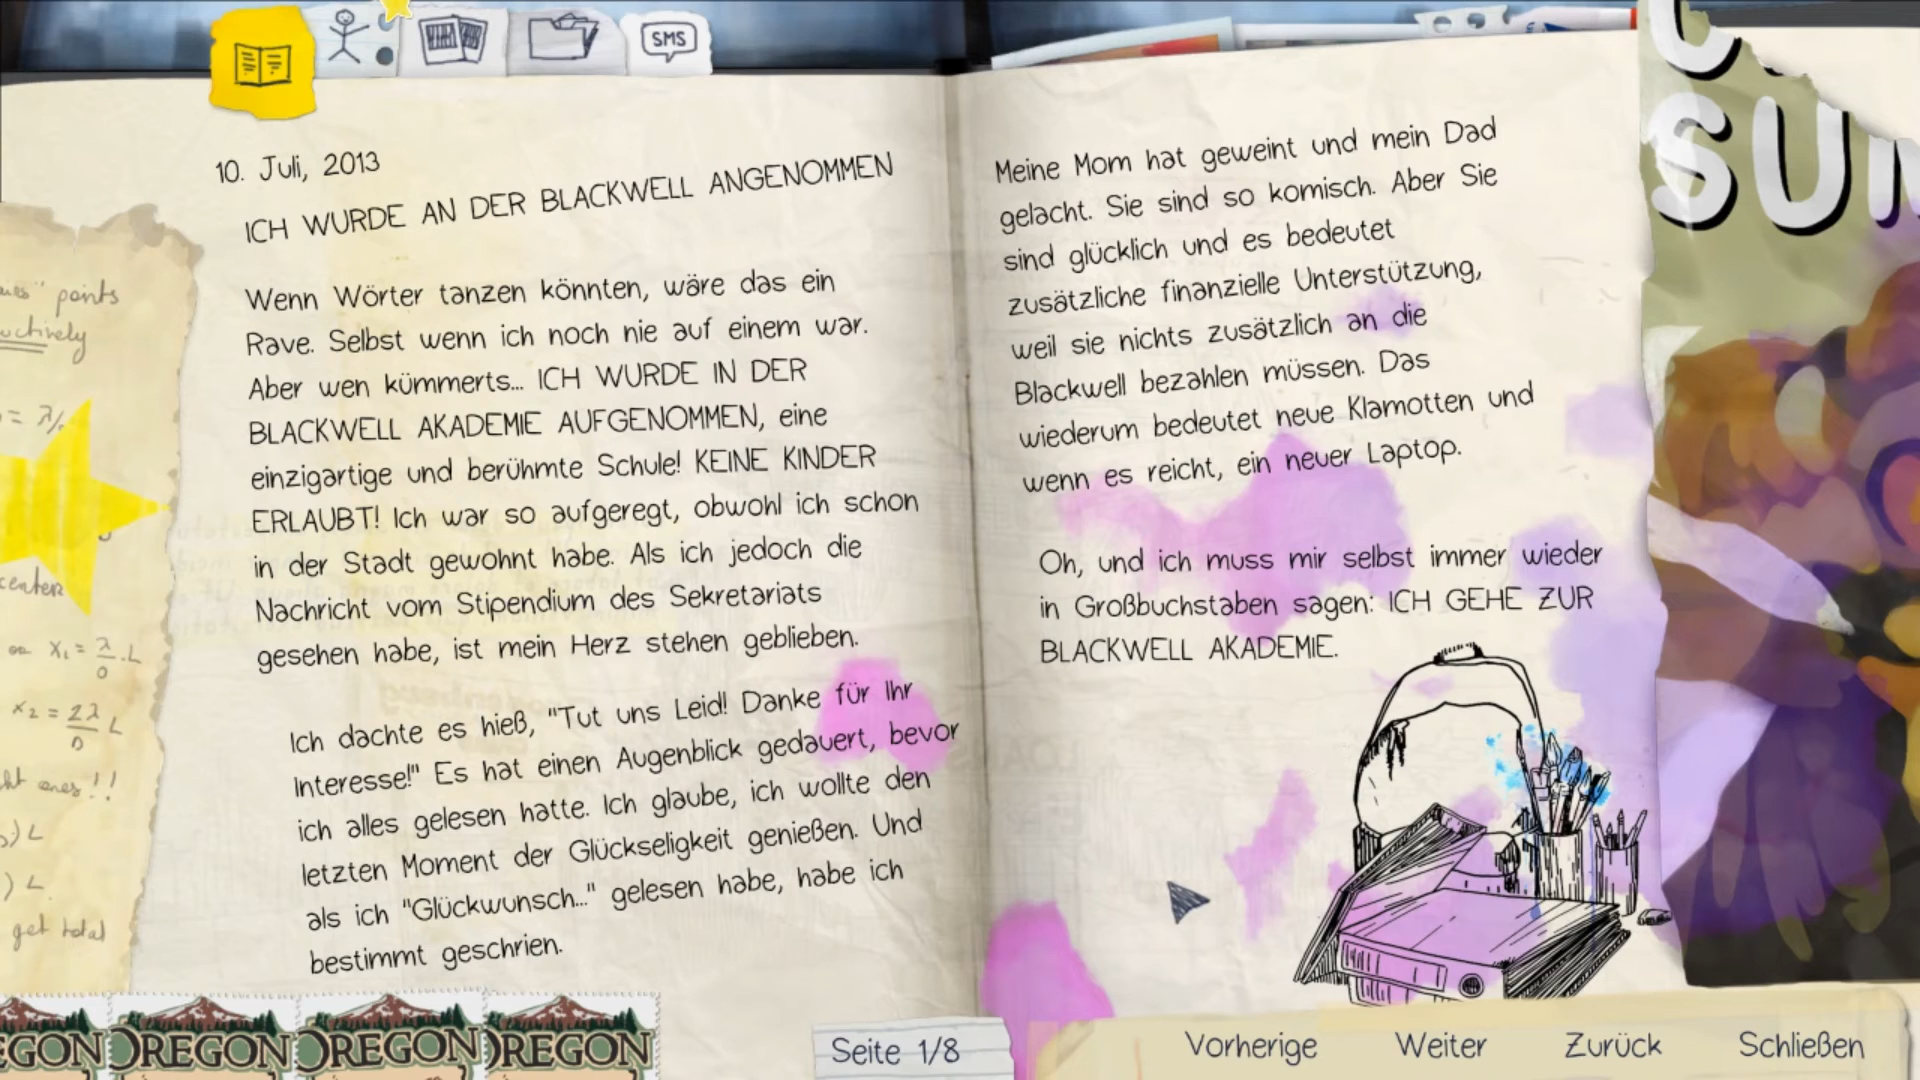 SMS
10. Juli, 2013
ICH WURDE AN DER BLACKWELL ANGENOMMEN
Wenn Wörter tanzen könnten, wäre das ein
Rave. Selbst wenn ich noch nie auf einem war.
Aber wen kümmerts... ICH WURDE IN DER
BLACKWELL AKADEMIE AUFGENOMMEN, eine
einzigartige und berühmte Schule! KEINE KINDER
ERLAUBT! Ich war so aufgeregt, obwohl ich schon
in der Stadt gewohnt habe. Als ich jedoch die
Nachricht vom Stipendium des Sekretariats
gesehen habe, ist mein Herz stehen geblieben.
Ich dachte es hieß, "Tut uns Leid! Danke für Ihr
Interesse!" Es hat einen Augenblick gedauert, bevor
ich alles gelesen hatte. Ich glaube, ich wollte den
letzten Moment der Glückseligkeit genießen. Und
als ich "Glückwunsch..." gelesen habe, habe ich
bestimmt geschrien.
Meine Mom hat geweint und mein Dad
gelacht. Sie sind so komisch. Aber Sie
sind glücklich und es bedeutet
zusätzliche finanzielle Unterstützung,
weil sie nichts zusätzlich an die
Blackwell bezahlen müssen. Das
wiederum bedeutet neue Klamotten und
wenn es reicht, ein neuer Laptop.
Oh, und ich muss mir selbst immer wieder
in Großbuchstaben sagen: ICH GEHE ZUR
BLACKWELL AKADEMIE.
points
get total
SUN
EGON OREGON OREGON OREGON
Seite 1/8
Vorherige Weiter Zurück Schließen